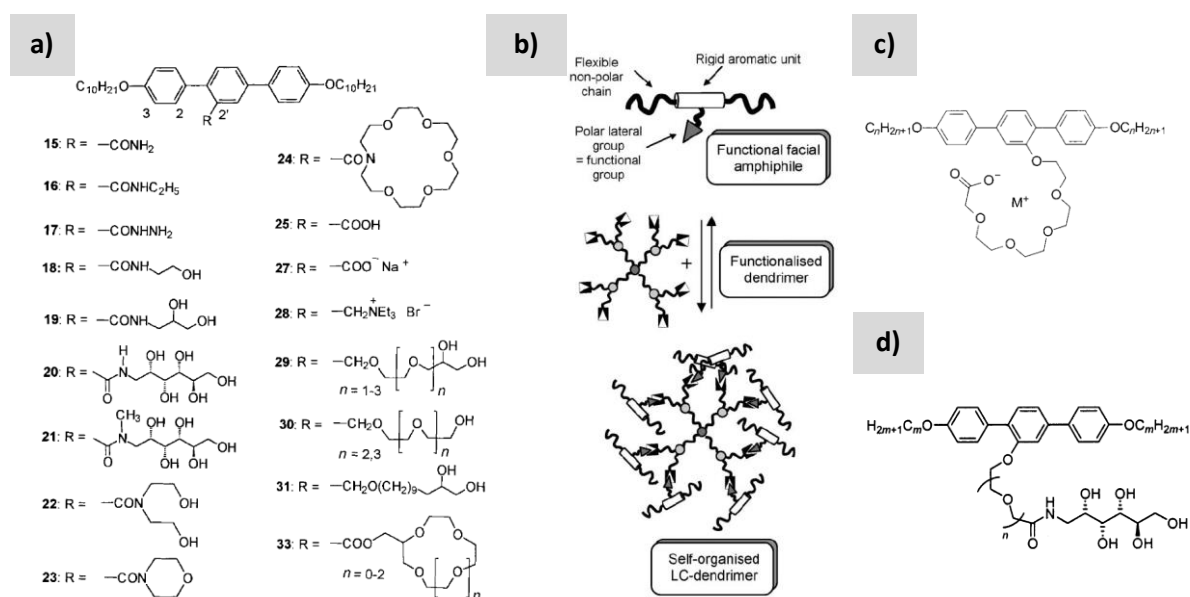 a)
C10H21O
OC10H21
3
2
2'
R
15: R = —CONH2
16: R = —CONHC2H5
17: R = —CONHNH2
18: R = —CONH
OH
19: R = —CONH
OH
OH
20: R =
H
N
O
OH
OH
OH
OH
OH
21: R =
CH3
N
O
OH
OH
OH
OH
OH
22: R = —CON
OH
OH
23: R = —CON
O
24: R = —CO
N
O
O
O
O
O
25: R = —COOH
27: R = —COO− Na +
28: R = —CH2NEt3 Br −
+
29: R = —CH2O
O
OH
OH
n
n = 1-3
30: R = —CH2O
O
OH
n
n = 2,3
31: R = —CH2O(CH2)9
OH
OH
33: R = —COO
O
O
O
O
O
n
n = 0-2
b)
Flexible
non-polar
chain
Rigid aromatic unit
Polar lateral
group
= functional
group
Functional facial
amphiphile
+
Functionalised
dendrimer
Self-organised
LC-dendrimer
c)
CnH2n+1O
OCnH2n+1
O
O
O−
M+
O
O
O
O
d)
H2m+1CmO
OCmH2m+1
O
O
n
O
H
N
OH
OH
OH
OH
OH